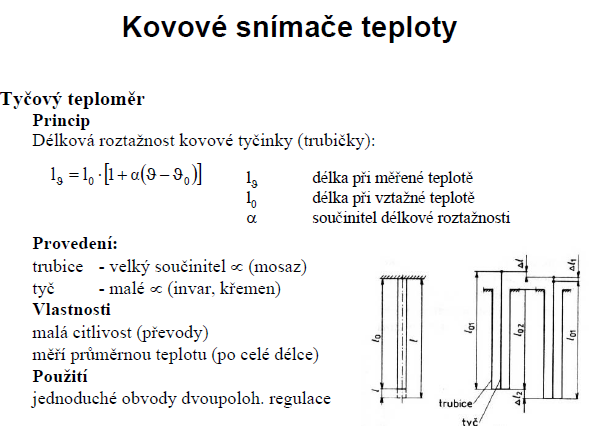 Kovové snímače teploty
Tyčový teploměr
Princip
Délková roztažnost kovové tyčinky (trubičky):
l_ϑ = l_0 · [1 + α(ϑ − ϑ_0)]
l_ϑ délka při měřené teplotě
l_0 délka při vztažné teplotě
α součinitel délkové roztažnosti
Provedení:
trubice - velký součinitel ∝ (mosaz)
tyč - malé ∝ (invar, křemen)
Vlastnosti
malá citlivost (převody)
měří průměrnou teplotu (po celé délce)
Použití
jednoduché obvody dvoupoloh. regulace
l_0
l
l
Δl
Δl_1
l_01
l_02
l_01
Δl_2
trubice
tyč